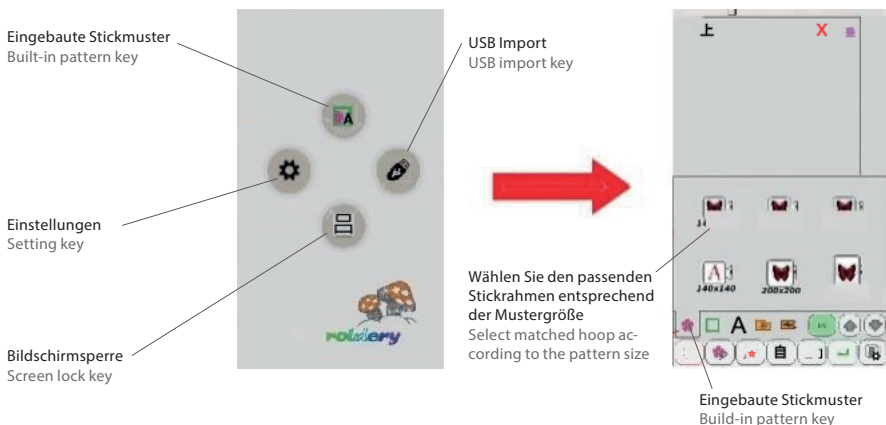 Eingebaute Stickmuster
Built-in pattern key
USB Import
USB import key
上 X
A
Einstellungen
Setting key
Wählen Sie den passenden
Stickrahmen entsprechend
der Mustergröße
Select matched hoop ac-
cording to the pattern size
A
140x140 200x200
A
自
Bildschirmsperre
Screen lock key
Eingebaute Stickmuster
Build-in pattern key